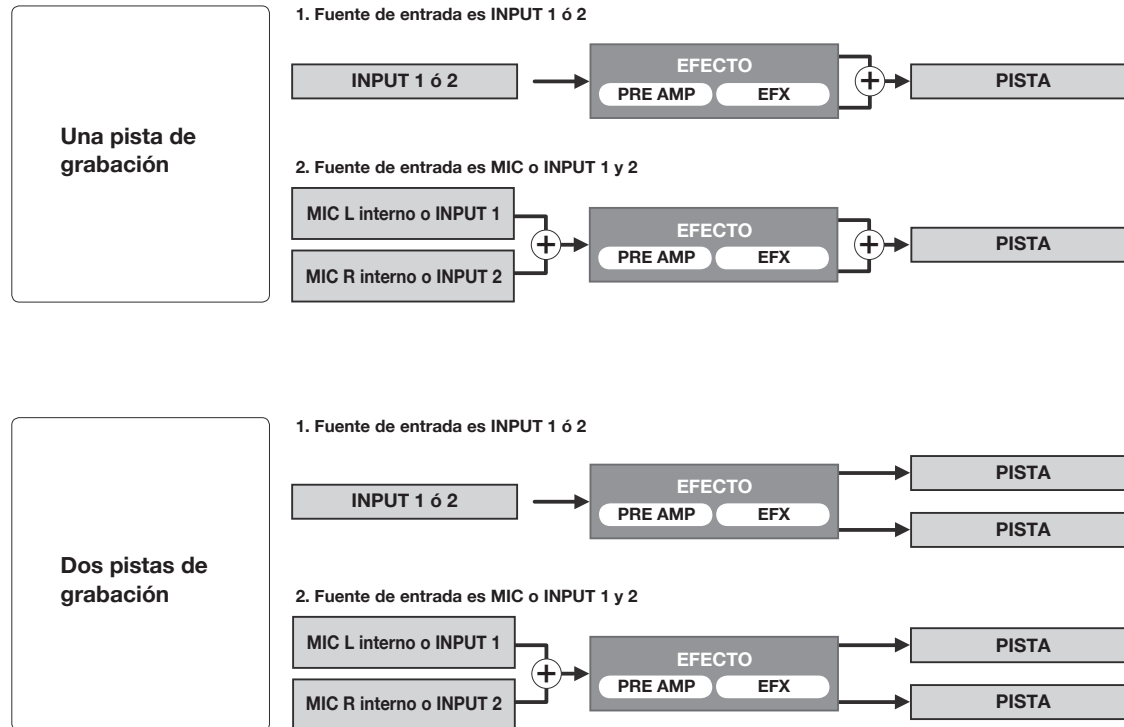 Una pista de
grabación
1. Fuente de entrada es INPUT 1 ó 2
INPUT 1 ó 2
EFECTO
PRE AMP
EFX
+
PISTA
2. Fuente de entrada es MIC o INPUT 1 y 2
MIC L interno o INPUT 1
MIC R interno o INPUT 2
+
EFECTO
PRE AMP
EFX
+
PISTA
Dos pistas de
grabación
1. Fuente de entrada es INPUT 1 ó 2
INPUT 1 ó 2
EFECTO
PRE AMP
EFX
PISTA
PISTA
2. Fuente de entrada es MIC o INPUT 1 y 2
MIC L interno o INPUT 1
MIC R interno o INPUT 2
+
EFECTO
PRE AMP
EFX
PISTA
PISTA